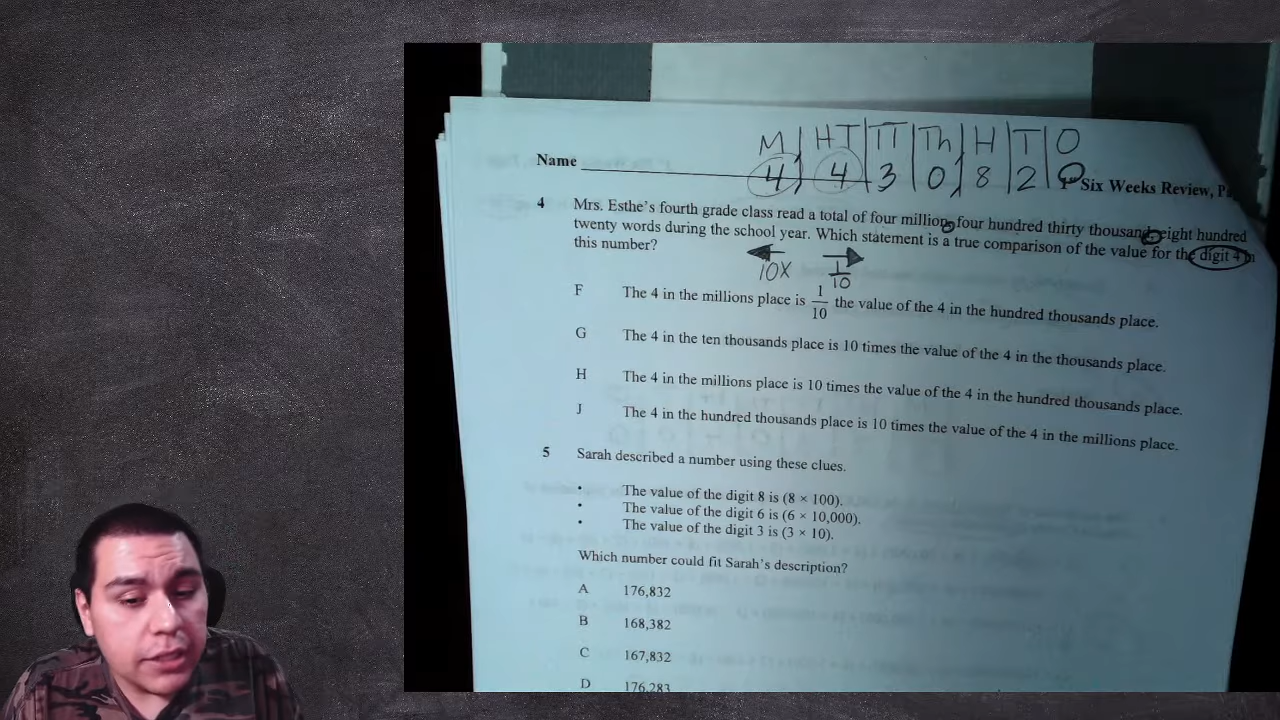 M, HT TT Th H T O
4, 4 3 0, 8 2 0
Name
1st Six Weeks Review,
4 Mrs. Esthe's fourth grade class read a total of four million, four hundred thirty thousand, eight hundred
twenty words during the school year. Which statement is a true comparison of the value for the digit 4 in
this number?
10X 1/10
F The 4 in the millions place is 1/10 the value of the 4 in the hundred thousands place.
G The 4 in the ten thousands place is 10 times the value of the 4 in the thousands place.
H The 4 in the millions place is 10 times the value of the 4 in the hundred thousands place.
J The 4 in the hundred thousands place is 10 times the value of the 4 in the millions place.
5 Sarah described a number using these clues.
• The value of the digit 8 is (8 × 100).
• The value of the digit 6 is (6 × 10,000).
• The value of the digit 3 is (3 × 10).
Which number could fit Sarah's description?
A 176,832
B 168,382
C 167,832
D 176,283